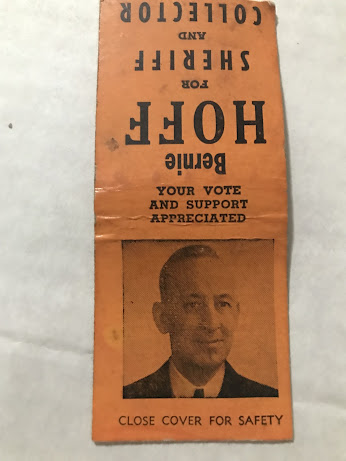 Bernie
HOFF
FOR
SHERIFF
AND
COLLECTOR
YOUR VOTE
AND SUPPORT
APPRECIATED
CLOSE COVER FOR SAFETY